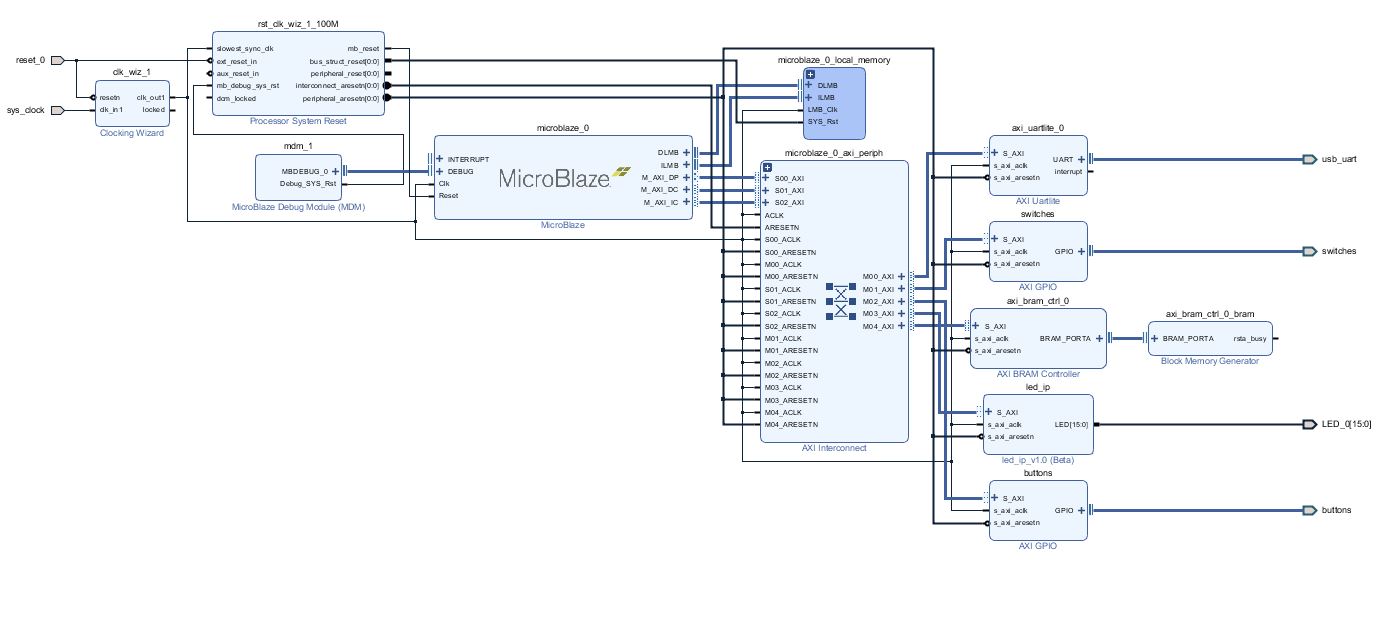 reset_0
sys_clock
clk_wiz_1
resetn
clk_in1
clk_out1
locked
Clocking Wizard
rst_clk_wiz_1_100M
slowest_sync_clk
ext_reset_in
aux_reset_in
mb_debug_sys_rst
dcm_locked
mb_reset
bus_struct_reset[0:0]
peripheral_reset[0:0]
interconnect_aresetn[0:0]
peripheral_aresetn[0:0]
Processor System Reset
mdm_1
MBDEBUG_0
Debug_SYS_Rst
MicroBlaze Debug Module (MDM)
microblaze_0
INTERRUPT
DEBUG
Clk
Reset
MicroBlaze
DLMB
ILMB
M_AXI_DP
M_AXI_DC
M_AXI_IC
MicroBlaze
microblaze_0_local_memory
DLMB
ILMB
LMB_Clk
SYS_Rst
microblaze_0_axi_periph
S00_AXI
S01_AXI
S02_AXI
ACLK
ARESETN
S00_ACLK
S00_ARESETN
M00_ACLK
M00_ARESETN
S01_ACLK
S01_ARESETN
S02_ACLK
S02_ARESETN
M01_ACLK
M01_ARESETN
M02_ACLK
M02_ARESETN
M03_ACLK
M03_ARESETN
M04_ACLK
M04_ARESETN
M00_AXI
M01_AXI
M02_AXI
M03_AXI
M04_AXI
AXI Interconnect
axi_uartlite_0
S_AXI
s_axi_aclk
s_axi_aresetn
UART
interrupt
AXI Uartlite
usb_uart
switches
S_AXI
s_axi_aclk
s_axi_aresetn
GPIO
AXI GPIO
switches
axi_bram_ctrl_0
S_AXI
s_axi_aclk
s_axi_aresetn
BRAM_PORTA
AXI BRAM Controller
axi_bram_ctrl_0_bram
BRAM_PORTA
rsta_busy
Block Memory Generator
led_ip
S_AXI
s_axi_aclk
s_axi_aresetn
LED[15:0]
led_ip_v1.0 (Beta)
LED_0[15:0]
buttons
S_AXI
s_axi_aclk
s_axi_aresetn
GPIO
AXI GPIO
buttons